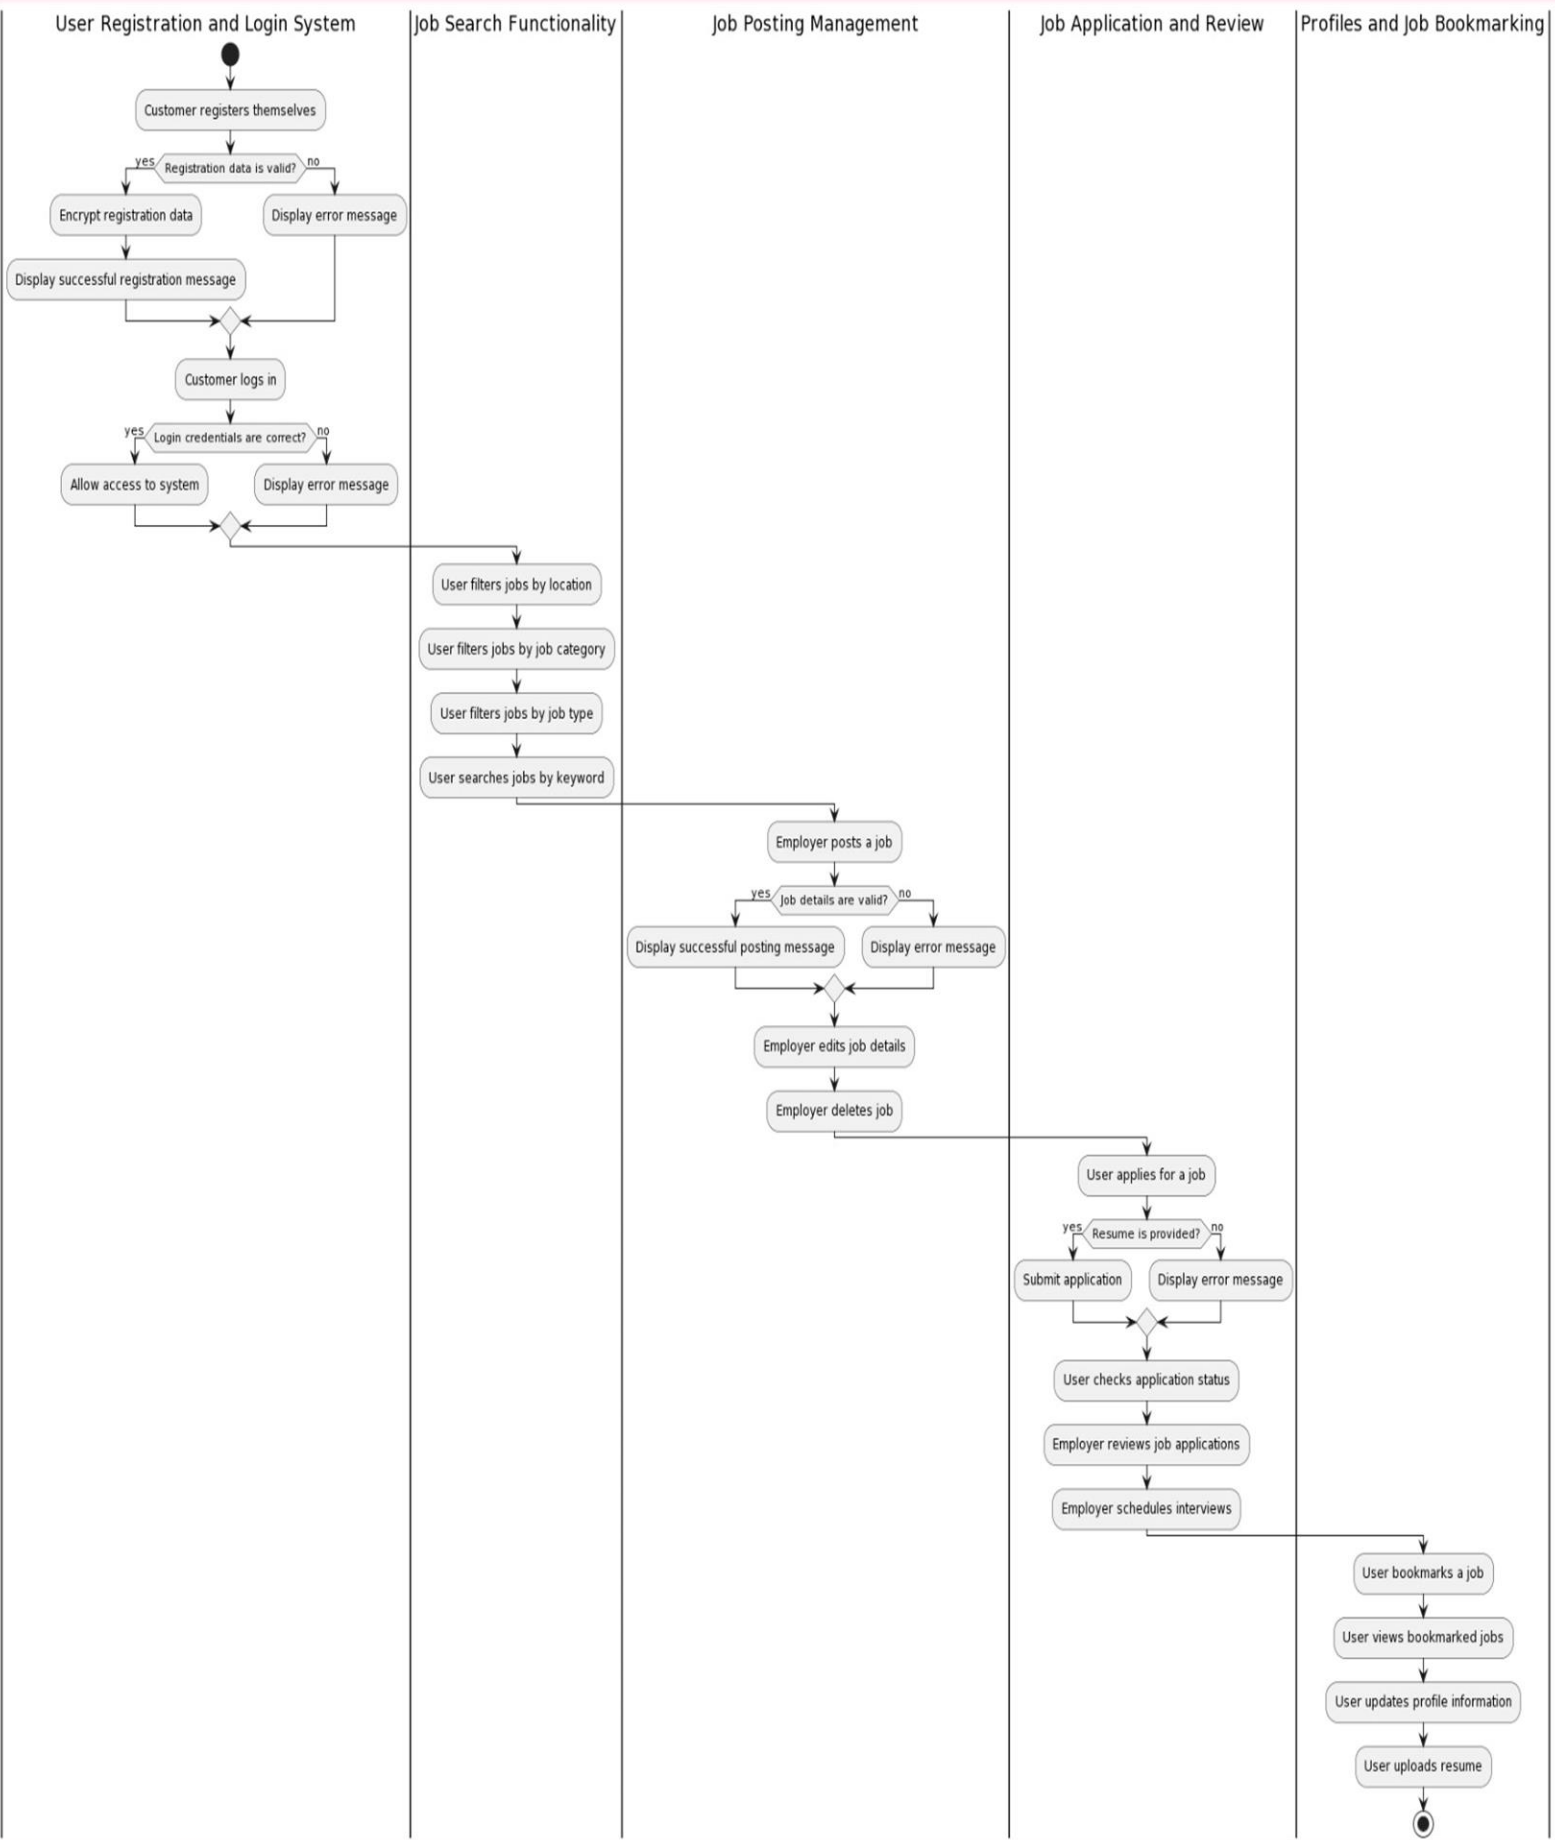 User Registration and Login System
Job Search Functionality
Job Posting Management
Job Application and Review
Profiles and Job Bookmarking
Customer registers themselves
yes
Registration data is valid?
no
Encrypt registration data
Display error message
Display successful registration message
Customer logs in
yes
Login credentials are correct?
no
Allow access to system
Display error message
User filters jobs by location
User filters jobs by job category
User filters jobs by job type
User searches jobs by keyword
Employer posts a job
yes
Job details are valid?
no
Display successful posting message
Display error message
Employer edits job details
Employer deletes job
User applies for a job
yes
Resume is provided?
no
Submit application
Display error message
User checks application status
Employer reviews job applications
Employer schedules interviews
User bookmarks a job
User views bookmarked jobs
User updates profile information
User uploads resume